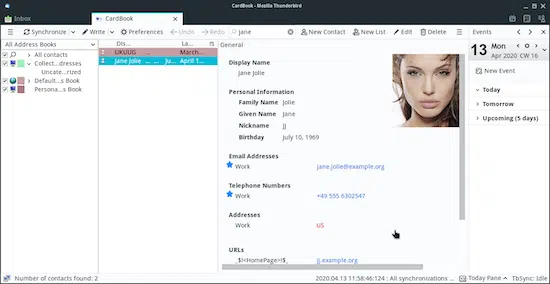 CardBook - Mozilla Thunderbird
Inbox
CardBook
Synchronize
Write
Preferences
New Contact
New List
jane
Edit
Delete
Events
All Address Books
All contacts
Collect...dresses
Uncate...rized
Default...s Book
Persona...s Book
Dis...
La...
UKUUG ... March...
Jane Jolie ... ... Ju... April 1...
General
Display Name
Jane Jolie
Personal Information
Family Name Jolie
Given Name Jane
Nickname JJ
Birthday July 10, 1969
Email Addresses
Work jane.jolie@example.org
Telephone Numbers
Work +49 555 6302547
Addresses
Work US
URLs
_$!<HomePage>!$_ jj.example.org
13 Mon
Apr 2020 CW 16
New Event
Today
Tomorrow
Upcoming (5 days)
Number of contacts found: 2
2020.04.13 11:58:46:124 : All synchronizations ...
Today Pane
TbSync: Idle